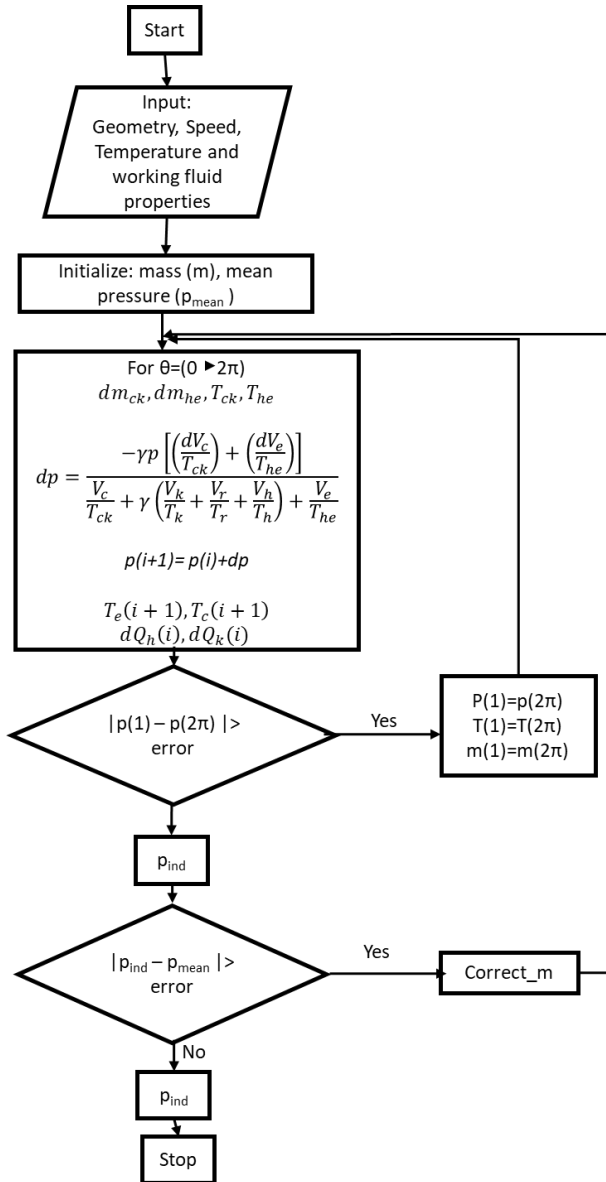 Start
Input:
Geometry, Speed,
Temperature and
working fluid
properties
Initialize: mass (m), mean
pressure (p_mean )
For θ=(0 ►2π)
dm_ck, dm_he, T_ck, T_he
dp = −γp [(dV_c/T_ck) + (dV_e/T_he)] / (V_c/T_ck + γ (V_k/T_k + V_r/T_r + V_h/T_h) + V_e/T_he)
p(i+1)= p(i)+dp
T_e(i + 1), T_c(i + 1)
dQ_h(i), dQ_k(i)
|p(1) – p(2π) |>
error
Yes
P(1)=p(2π)
T(1)=T(2π)
m(1)=m(2π)
p_ind
|p_ind – p_mean |>
error
Yes
Correct_m
No
p_ind
Stop